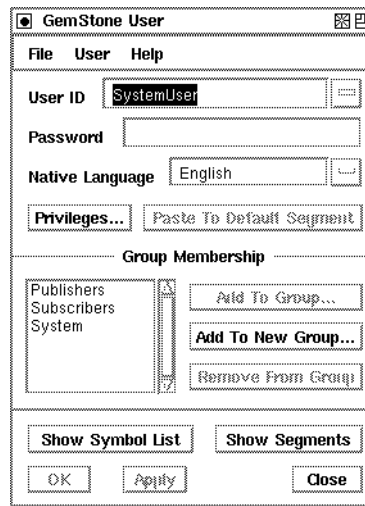 GemStone User
File User Help
User ID SystemUser
Password
Native Language English
Privileges... Paste To Default Segment
Group Membership
Publishers
Subscribers
System
Add To Group...
Add To New Group...
Remove From Group
Show Symbol List Show Segments
OK Apply Close